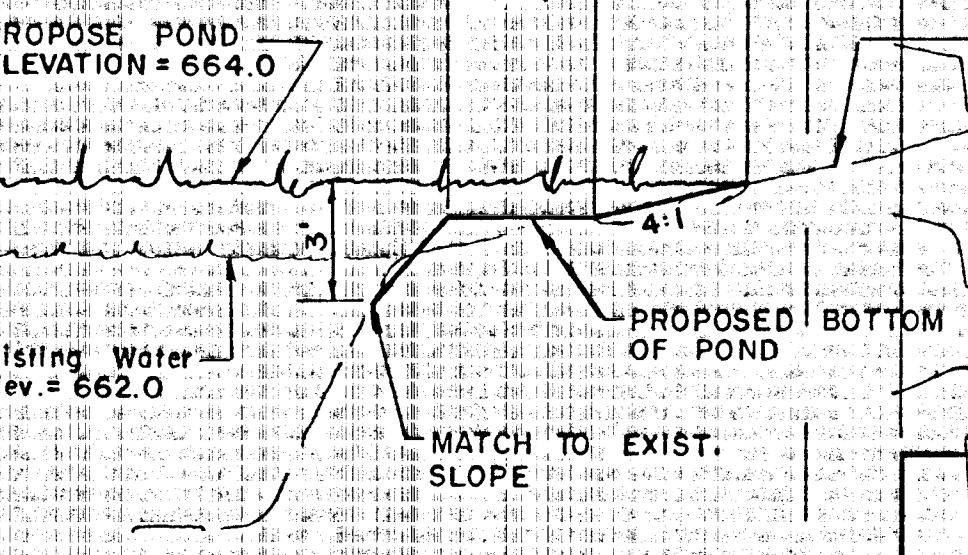 ROPOSE POND
LEVATION = 664.0
3'
4:1
isting Water
ev. = 662.0
PROPOSED BOTTOM
OF POND
MATCH TO EXIST.
SLOPE